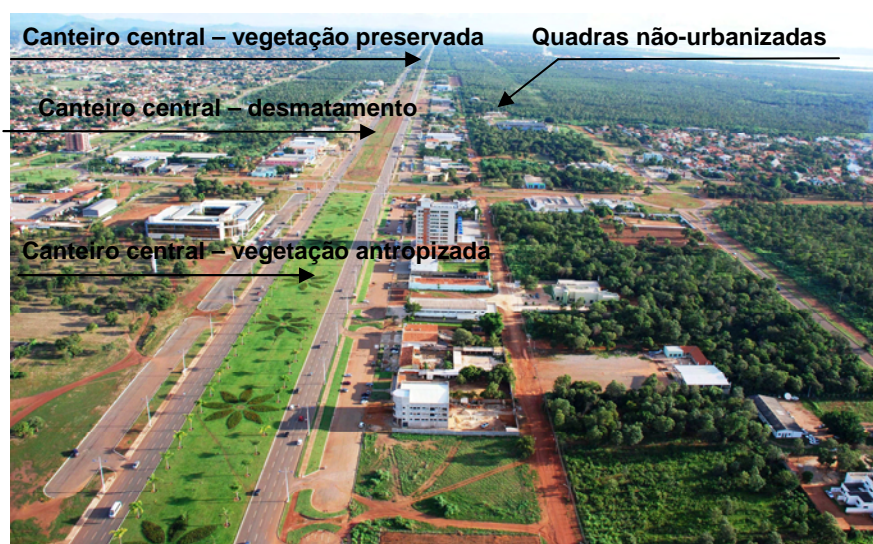 Canteiro central – vegetação preservada
Quadras não-urbanizadas
Canteiro central – desmatamento
Canteiro central – vegetação antropizada